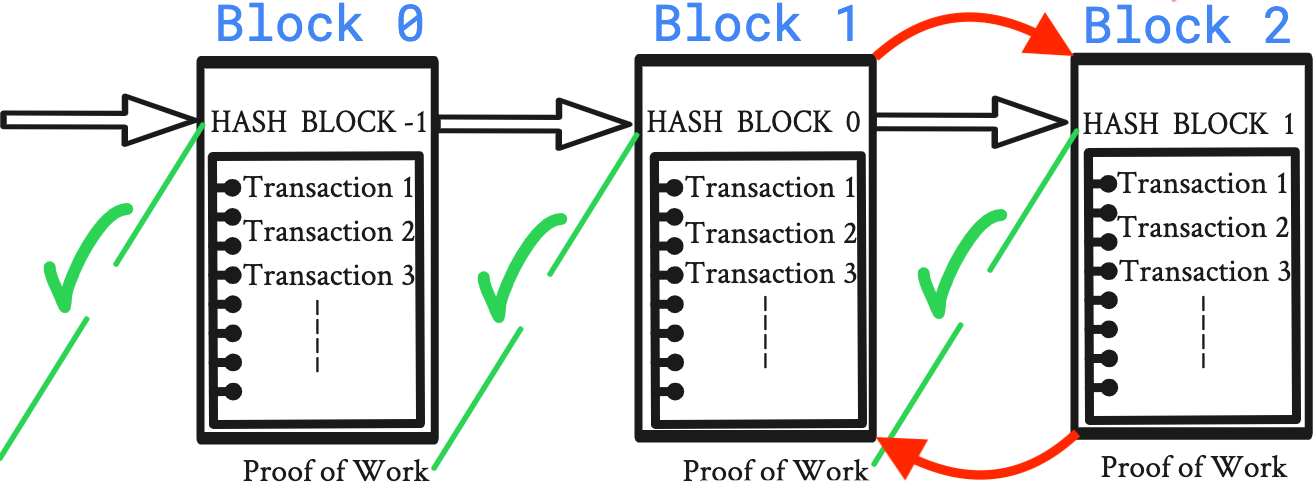 Block 0
HASH BLOCK -1
Transaction 1
Transaction 2
Transaction 3
Proof of Work
Block 1
HASH BLOCK 0
Transaction 1
Transaction 2
Transaction 3
Proof of Work
Block 2
HASH BLOCK 1
Transaction 1
Transaction 2
Transaction 3
Proof of Work